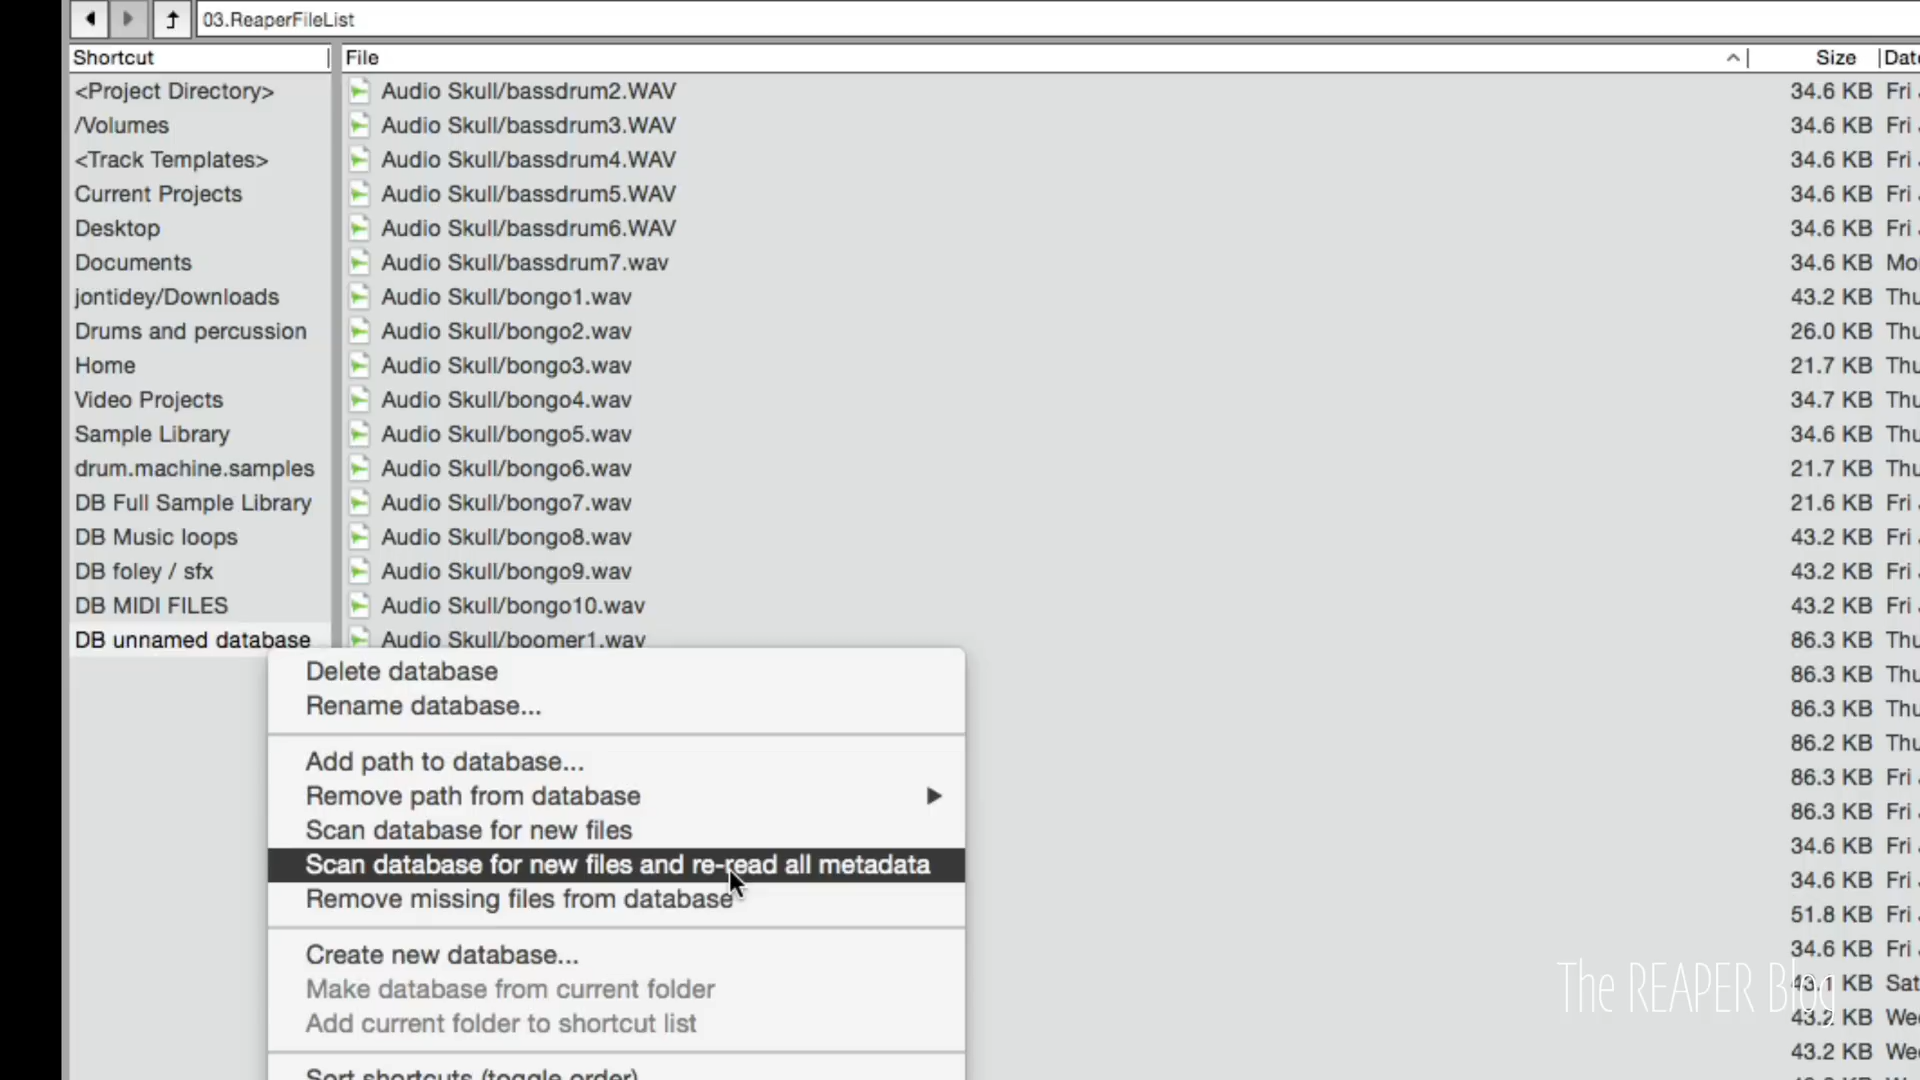 03.ReaperFileList
Shortcut
File
Size
<Project Directory>
Audio Skull/bassdrum2.WAV
34.6 KB Fri
/Volumes
Audio Skull/bassdrum3.WAV
34.6 KB Fri
<Track Templates>
Audio Skull/bassdrum4.WAV
34.6 KB Fri
Current Projects
Audio Skull/bassdrum5.WAV
34.6 KB Fri
Desktop
Audio Skull/bassdrum6.WAV
34.6 KB Fri
Documents
Audio Skull/bassdrum7.wav
34.6 KB Mo
jontidey/Downloads
Audio Skull/bongo1.wav
43.2 KB Thu
Drums and percussion
Audio Skull/bongo2.wav
26.0 KB Thu
Home
Audio Skull/bongo3.wav
21.7 KB Thu
Video Projects
Audio Skull/bongo4.wav
34.7 KB Thu
Sample Library
Audio Skull/bongo5.wav
34.6 KB Thu
drum.machine.samples
Audio Skull/bongo6.wav
21.7 KB Thu
DB Full Sample Library
Audio Skull/bongo7.wav
21.6 KB Fri
DB Music loops
Audio Skull/bongo8.wav
43.2 KB Fri
DB foley / sfx
Audio Skull/bongo9.wav
43.2 KB Fri
DB MIDI FILES
Audio Skull/bongo10.wav
43.2 KB Fri
DB unnamed database
Audio Skull/boomer1.wav
86.3 KB Thu
Delete database
86.3 KB Thu
Rename database...
86.3 KB Thu
86.2 KB Thu
Add path to database...
86.3 KB Fri
Remove path from database
86.3 KB Fri
Scan database for new files
34.6 KB Fri
Scan database for new files and re-read all metadata
34.6 KB Fri
Remove missing files from database
51.8 KB Fri
Create new database...
34.6 KB Fri
Make database from current folder
43.1 KB Sat
The REAPER Blog
Add current folder to shortcut list
43.2 KB Wed
43.2 KB Wed
Sort shortcuts (toggle order)